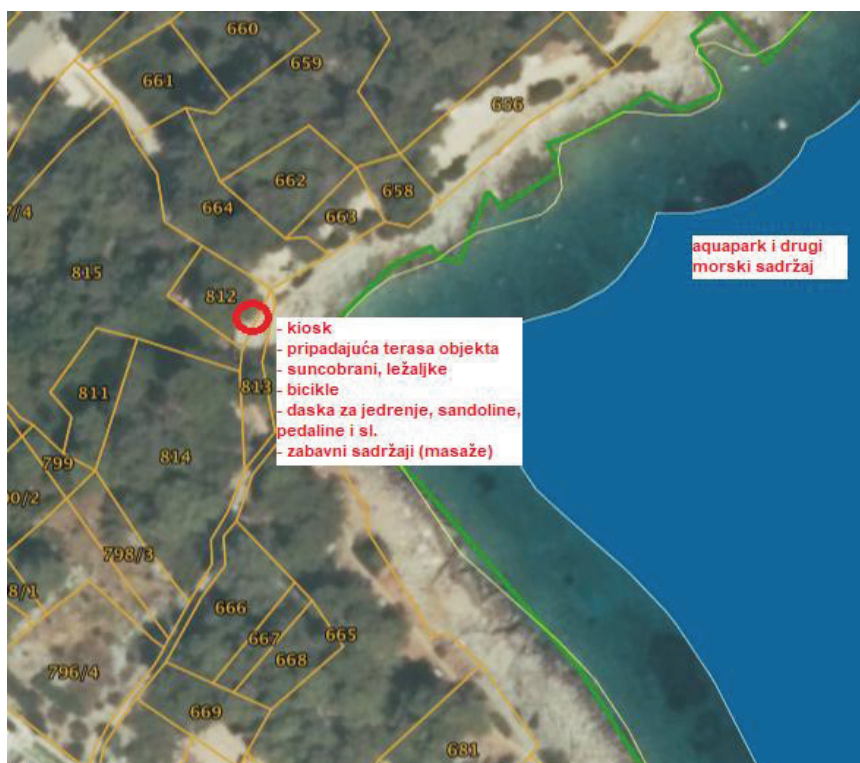 660
659
661
656
662
658
664
663
7/4
815
812
aquapark i drugi
morski sadržaj
- kiosk
- pripadajuća terasa objekta
- suncobrani, ležaljke
- bicikle
- daska za jedrenje, sandoline,
pedaline i sl.
- zabavni sadržaji (masaže)
813
811
799
814
00/2
798/3
8/1
666
667
665
668
796/4
669
681